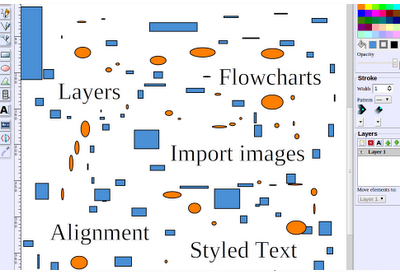 Layers
Flowcharts
Import images
Alignment
Styled Text
Opacity
Stroke
Width 1
Pattern
Layers
Layer 1
Move elements to:
Layer 1
A